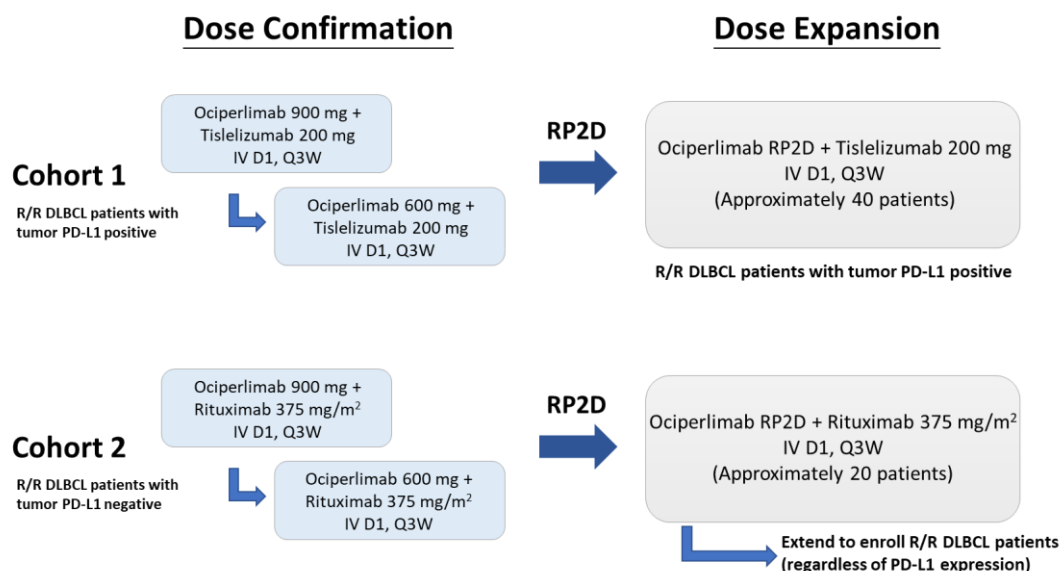 Dose Confirmation
Dose Expansion
Cohort 1
R/R DLBCL patients with
tumor PD-L1 positive
Ociperlimab 900 mg +
Tislelizumab 200 mg
IV D1, Q3W
Ociperlimab 600 mg +
Tislelizumab 200 mg
IV D1, Q3W
RP2D
Ociperlimab RP2D + Tislelizumab 200 mg
IV D1, Q3W
(Approximately 40 patients)
R/R DLBCL patients with tumor PD-L1 positive
Cohort 2
R/R DLBCL patients with
tumor PD-L1 negative
Ociperlimab 900 mg +
Rituximab 375 mg/m²
IV D1, Q3W
Ociperlimab 600 mg +
Rituximab 375 mg/m²
IV D1, Q3W
RP2D
Ociperlimab RP2D + Rituximab 375 mg/m²
IV D1, Q3W
(Approximately 20 patients)
Extend to enroll R/R DLBCL patients
(regardless of PD-L1 expression)